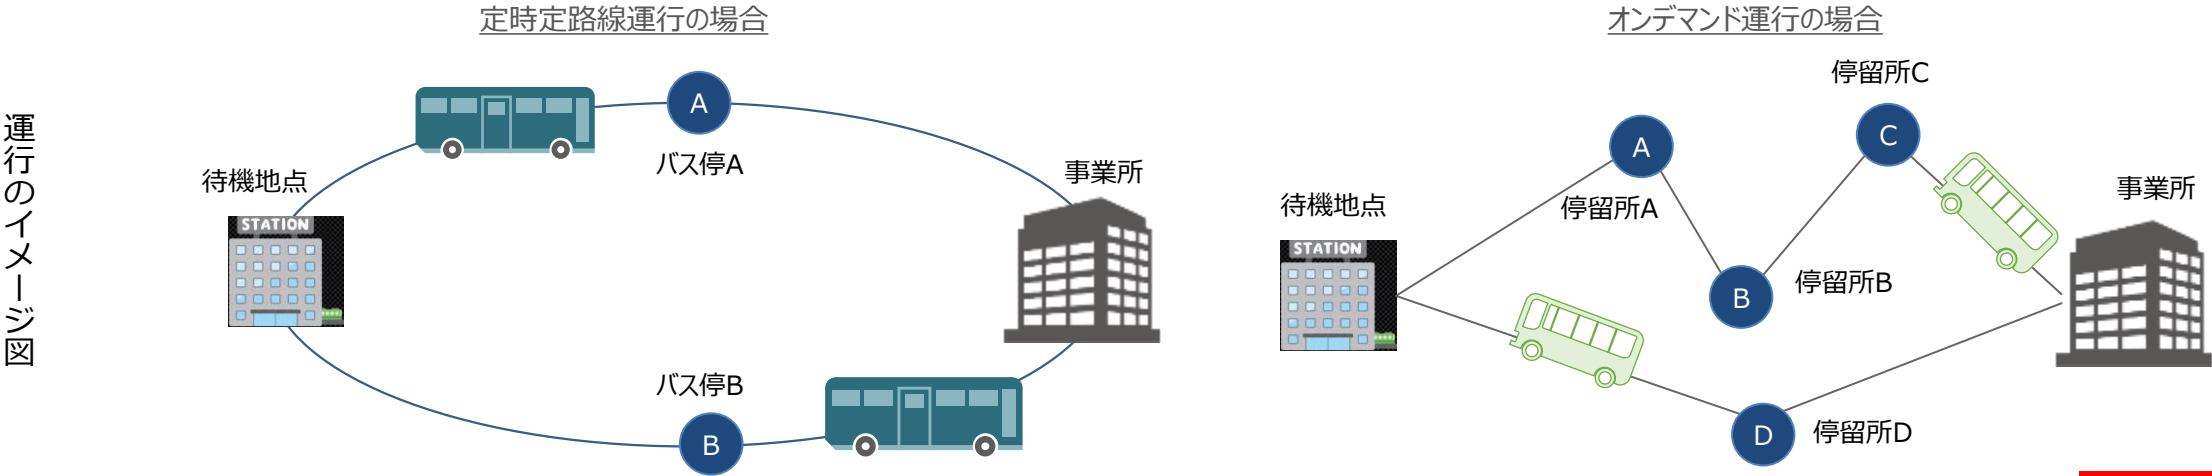 運行のイメージ図
定時定路線運行の場合
A
バス停A
待機地点
STATION
事業所
バス停B
B
オンデマンド運行の場合
停留所C
C
A
停留所A
待機地点
STATION
事業所
B
停留所B
D
停留所D